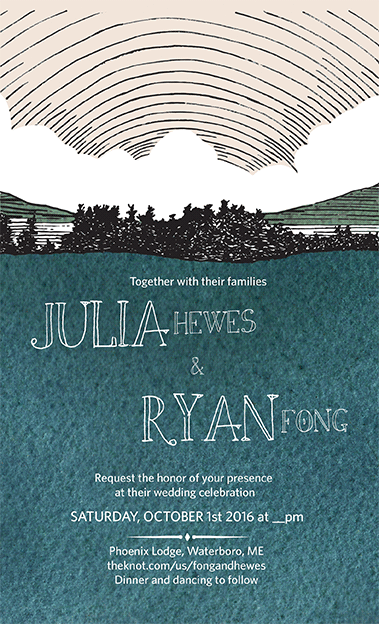 Together with their families
JULIA HEWES
&
RYAN FONG
Request the honor of your presence
at their wedding celebration
SATURDAY, OCTOBER 1st 2016 at __pm
Phoenix Lodge, Waterboro, ME
theknot.com/us/fongandhewes
Dinner and dancing to follow